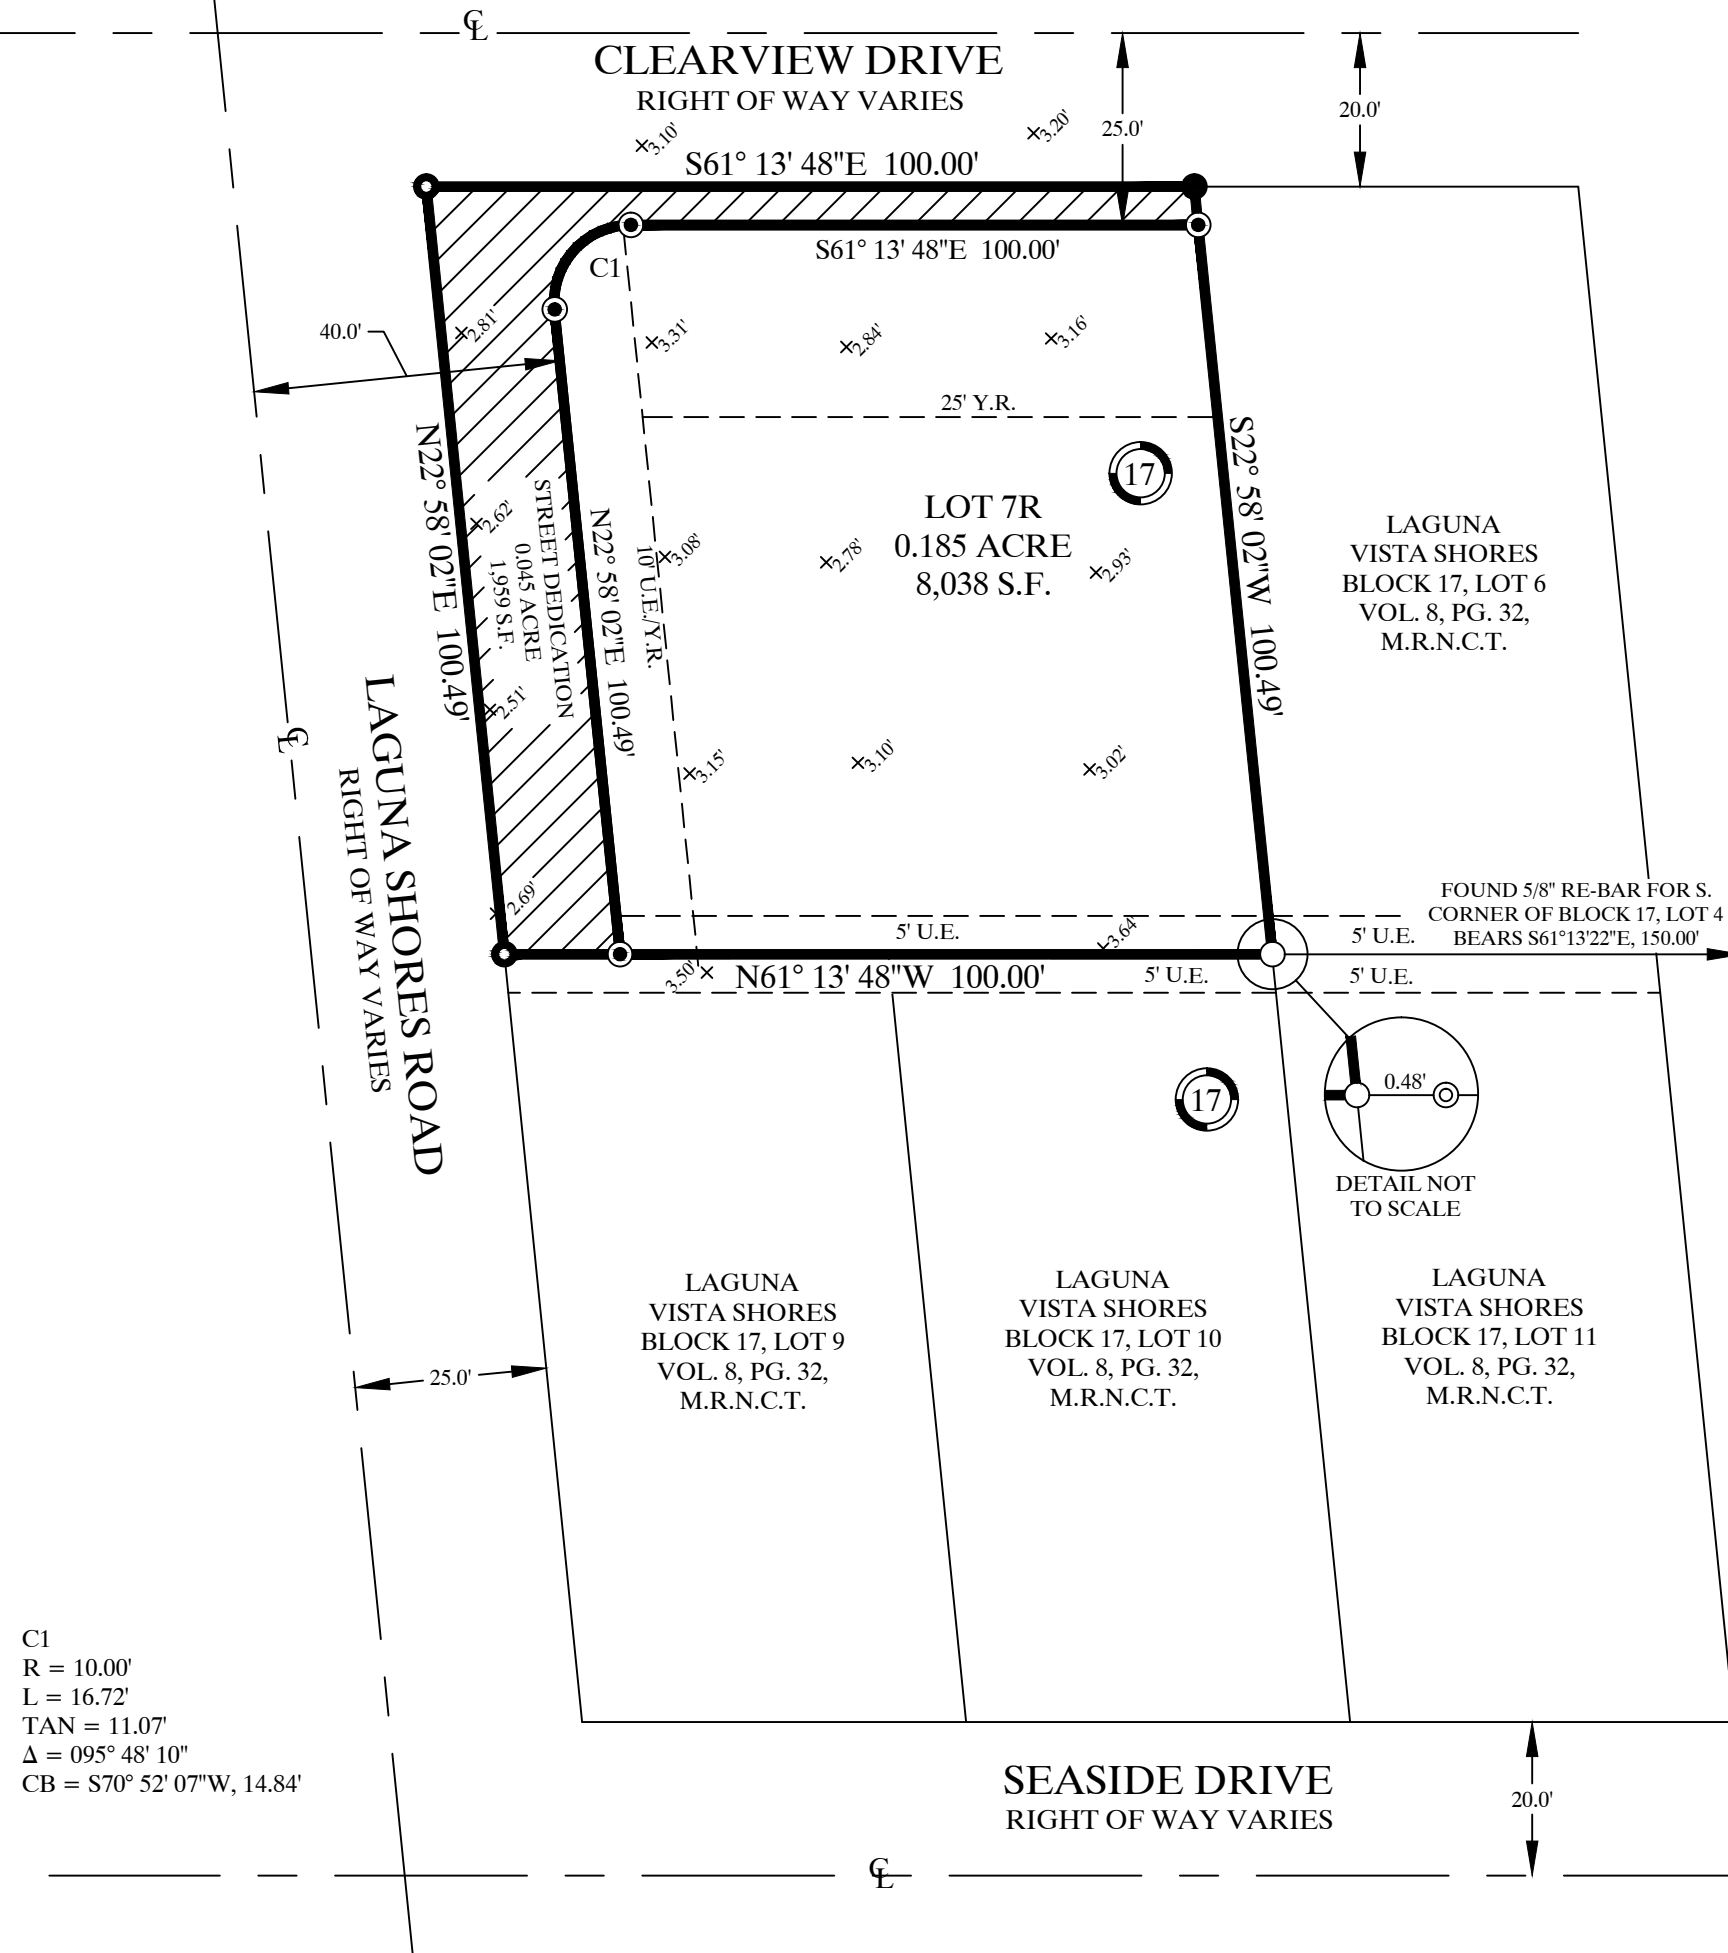 ℄
CLEARVIEW DRIVE
RIGHT OF WAY VARIES
25.0'
20.0'
3.10'
3.20'
S61° 13' 48"E 100.00'
S61° 13' 48"E 100.00'
C1
40.0'
2.81'
3.31'
2.84'
3.16'
25' Y.R.
17
N22° 58' 02"E 100.49'
2.62'
STREET DEDICATION
0.045 ACRE
1,959 S.F.
N22° 58' 02"E 100.49'
10' U.E./Y.R.
3.08'
2.78'
LOT 7R
0.185 ACRE
8,038 S.F.
2.93'
S22° 58' 02"W 100.49'
LAGUNA
VISTA SHORES
BLOCK 17, LOT 6
VOL. 8, PG. 32,
M.R.N.C.T.
2.51'
℄
LAGUNA SHORES ROAD
RIGHT OF WAY VARIES
3.15'
3.10'
3.02'
2.69'
5' U.E.
3.64'
FOUND 5/8" RE-BAR FOR S.
CORNER OF BLOCK 17, LOT 4
BEARS S61°13'22"E, 150.00'
5' U.E.
3.50'
N61° 13' 48"W 100.00'
5' U.E.
5' U.E.
17
0.48'
DETAIL NOT
TO SCALE
LAGUNA
VISTA SHORES
BLOCK 17, LOT 9
VOL. 8, PG. 32,
M.R.N.C.T.
LAGUNA
VISTA SHORES
BLOCK 17, LOT 10
VOL. 8, PG. 32,
M.R.N.C.T.
LAGUNA
VISTA SHORES
BLOCK 17, LOT 11
VOL. 8, PG. 32,
M.R.N.C.T.
25.0'
C1
R = 10.00'
L = 16.72'
TAN = 11.07'
Δ = 095° 48' 10"
CB = S70° 52' 07"W, 14.84'
SEASIDE DRIVE
RIGHT OF WAY VARIES
20.0'
℄